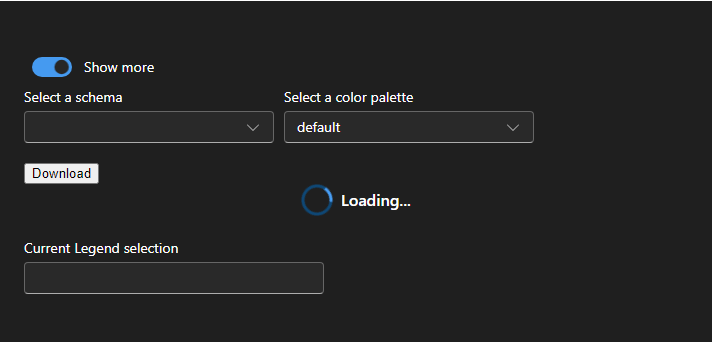 Show more
Select a schema
Select a color palette
default
Download
Loading...
Current Legend selection